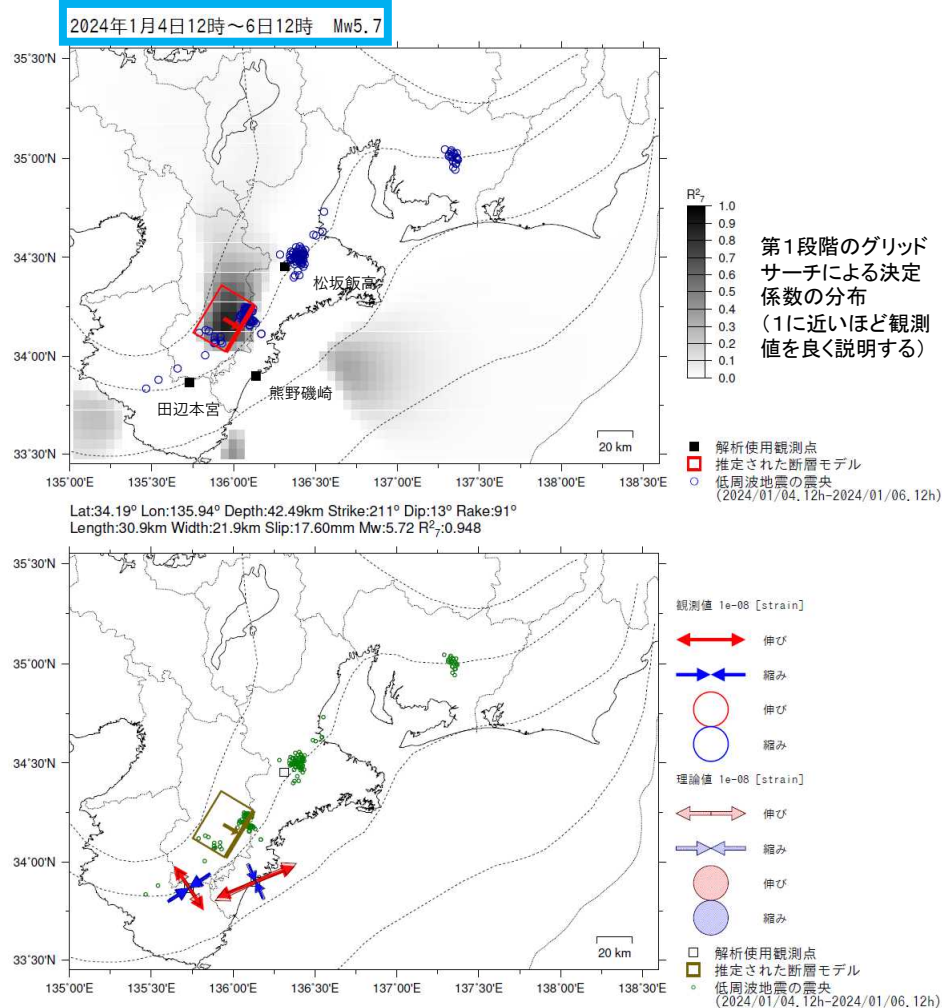 2024年1月4日12時～6日12時 Mw5.7
35°30'N
35°00'N
34°30'N
34°00'N
33°30'N
135°00'E
135°30'E
136°00'E
136°30'E
137°00'E
137°30'E
138°00'E
138°30'E
松坂飯高
熊野磯崎
田辺本宮
20 km
R²₇
1.0
0.9
0.8
0.7
0.6
0.5
0.4
0.3
0.2
0.1
0.0
第1段階のグリッド
サーチによる決定
係数の分布
（1に近いほど観測
値を良く説明する）
解析使用観測点
推定された断層モデル
低周波地震の震央
(2024/01/04.12h-2024/01/06.12h)
Lat:34.19° Lon:135.94° Depth:42.49km Strike:211° Dip:13° Rake:91°
Length:30.9km Width:21.9km Slip:17.60mm Mw:5.72 R²₇:0.948
35°30'N
35°00'N
34°30'N
34°00'N
33°30'N
135°00'E
135°30'E
136°00'E
136°30'E
137°00'E
137°30'E
138°00'E
138°30'E
20 km
観測値 1e-08 [strain]
伸び
縮み
伸び
縮み
理論値 1e-08 [strain]
伸び
縮み
伸び
縮み
解析使用観測点
推定された断層モデル
低周波地震の震央
(2024/01/04.12h-2024/01/06.12h)